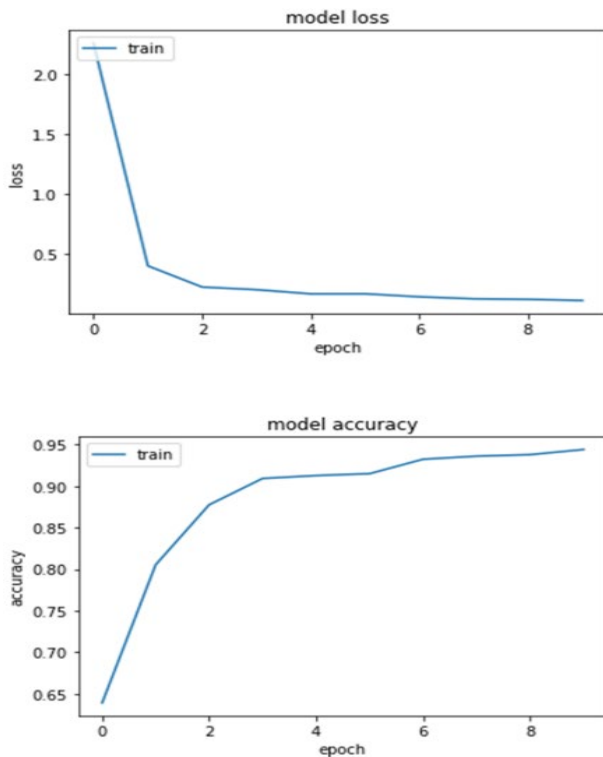 model loss
train
2.0
1.5
1.0
0.5
loss
0 2 4 6 8
epoch
model accuracy
train
0.95
0.90
0.85
0.80
0.75
0.70
0.65
accuracy
0 2 4 6 8
epoch